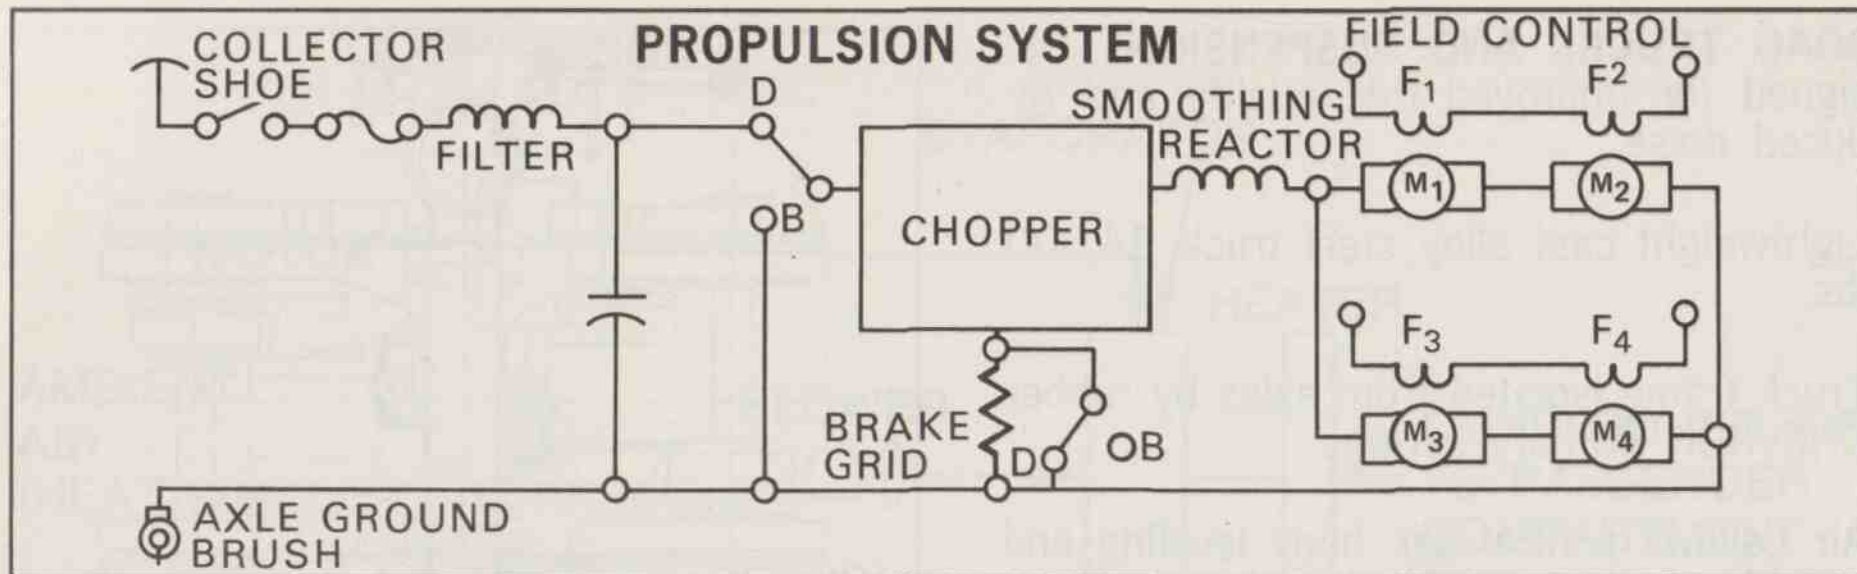 PROPULSION SYSTEM
COLLECTOR
SHOE
FILTER
D
B
CHOPPER
SMOOTHING
REACTOR
FIELD CONTROL
F1
F2
M1
M2
F3
F4
M3
M4
BRAKE
GRID
D
B
AXLE GROUND
BRUSH